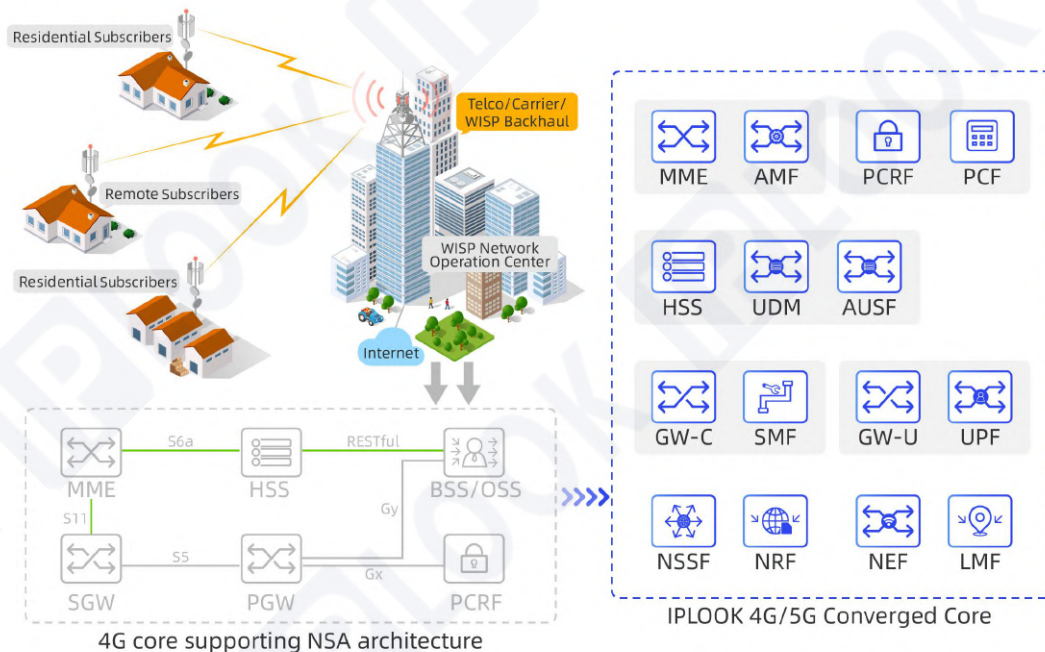 Residential Subscribers
Telco/Carrier/
WISP Backhaul
Remote Subscribers
WISP Network
Operation Center
Residential Subscribers
Internet
MME
AMF
PCRF
PCF
HSS
UDM
AUSF
GW-C
SMF
GW-U
UPF
NSSF
NRF
NEF
LMF
IPLOOK 4G/5G Converged Core
S6a
RESTful
MME
HSS
BSS/OSS
S11
Gy
S5
Gx
SGW
PGW
PCRF
4G core supporting NSA architecture
IPLOOK
IPLOOK